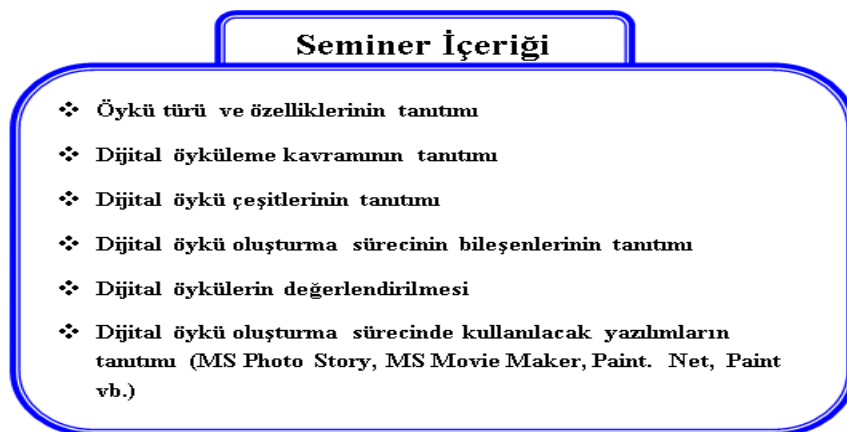 Seminer İçeriği
❖ Öykü türü ve özelliklerinin tanıtımı
❖ Dijital öyküleme kavramının tanıtımı
❖ Dijital öykü çeşitlerinin tanıtımı
❖ Dijital öykü oluşturma sürecinin bileşenlerinin tanıtımı
❖ Dijital öykülerin değerlendirilmesi
❖ Dijital öykü oluşturma sürecinde kullanılacak yazılımların
tanıtımı (MS Photo Story, MS Movie Maker, Paint. Net, Paint
vb.)